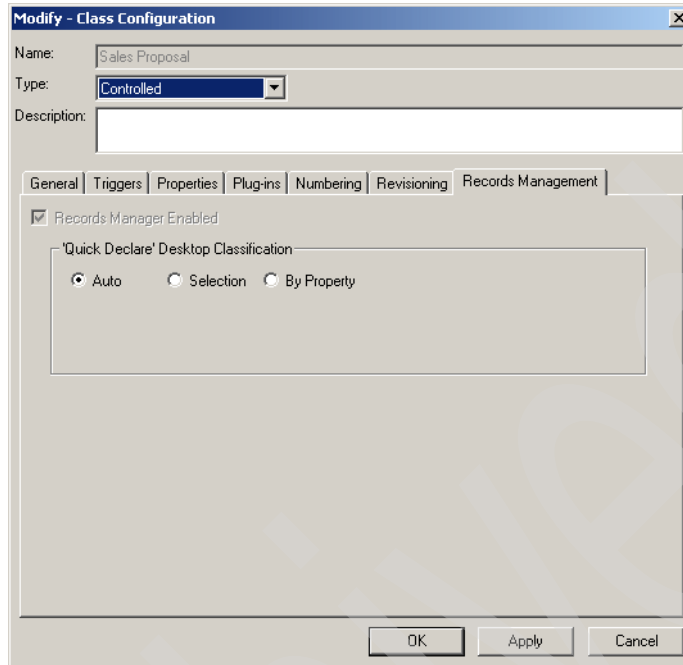 Modify - Class Configuration
Name: Sales Proposal
Type: Controlled
Description:
General Triggers Properties Plug-ins Numbering Revisioning Records Management
Records Manager Enabled
'Quick Declare' Desktop Classification
Auto Selection By Property
OK Apply Cancel